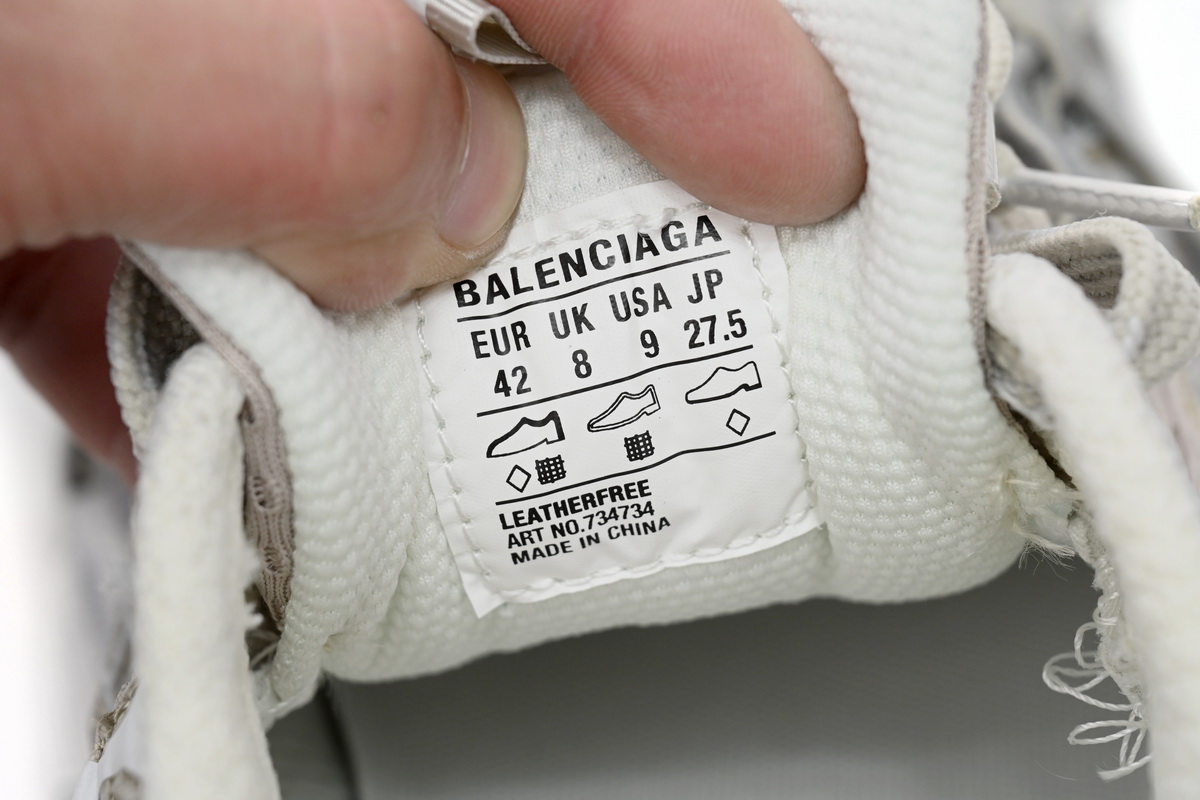 BALENCIAGA
EUR UK USA JP
42 8 9 27.5
LEATHERFREE
ART NO.734734
MADE IN CHINA